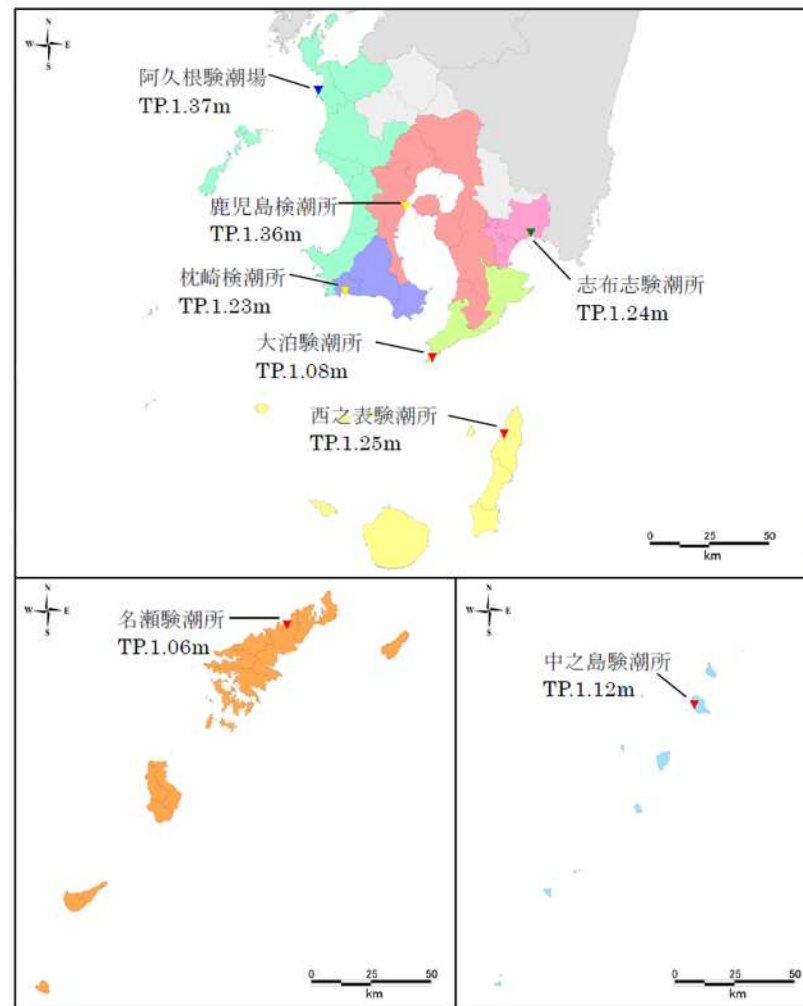 N
W E
S
阿久根験潮場
TP.1.37m
鹿児島検潮所
TP.1.36m
枕崎検潮所
TP.1.23m
志布志験潮所
TP.1.24m
大泊験潮所
TP.1.08m
西之表験潮所
TP.1.25m
0 25 50
km
N
W E
S
名瀬験潮所
TP.1.06m
0 25 50
km
N
W E
S
中之島験潮所
TP.1.12m
0 25 50
km